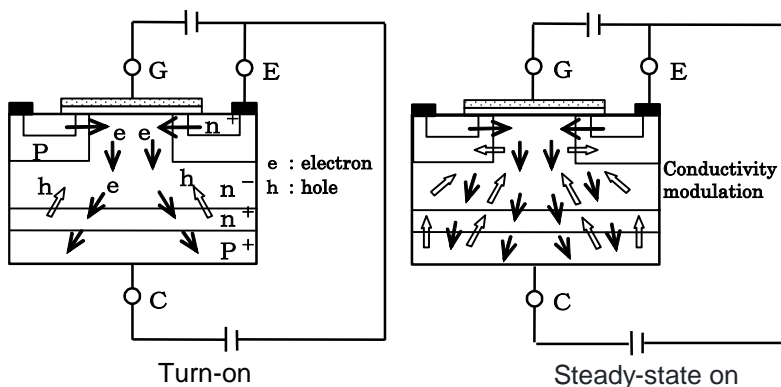 G
E
e e
n+
P
e : electron
h : hole
h
e
h
n−
n+
P+
C
Turn-on
G
E
Conductivity
modulation
C
Steady-state on